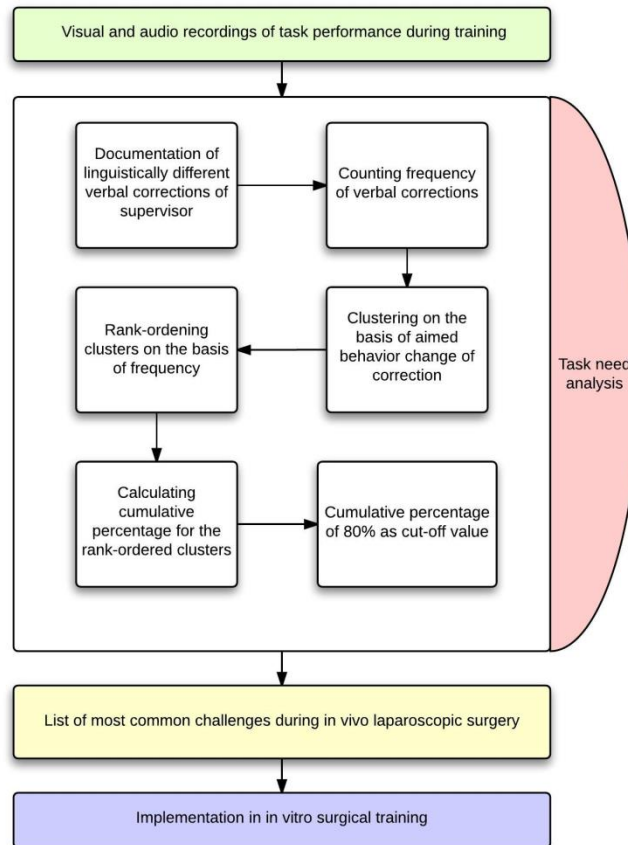 Visual and audio recordings of task performance during training
Documentation of
linguistically different
verbal corrections of
supervisor
Counting frequency
of verbal corrections
Clustering on the
basis of aimed
behavior change of
correction
Rank-ordering
clusters on the basis
of frequency
Calculating
cumulative
percentage for the
rank-ordered clusters
Cumulative percentage
of 80% as cut-off value
Task need
analysis
List of most common challenges during in vivo laparoscopic surgery
Implementation in in vitro surgical training